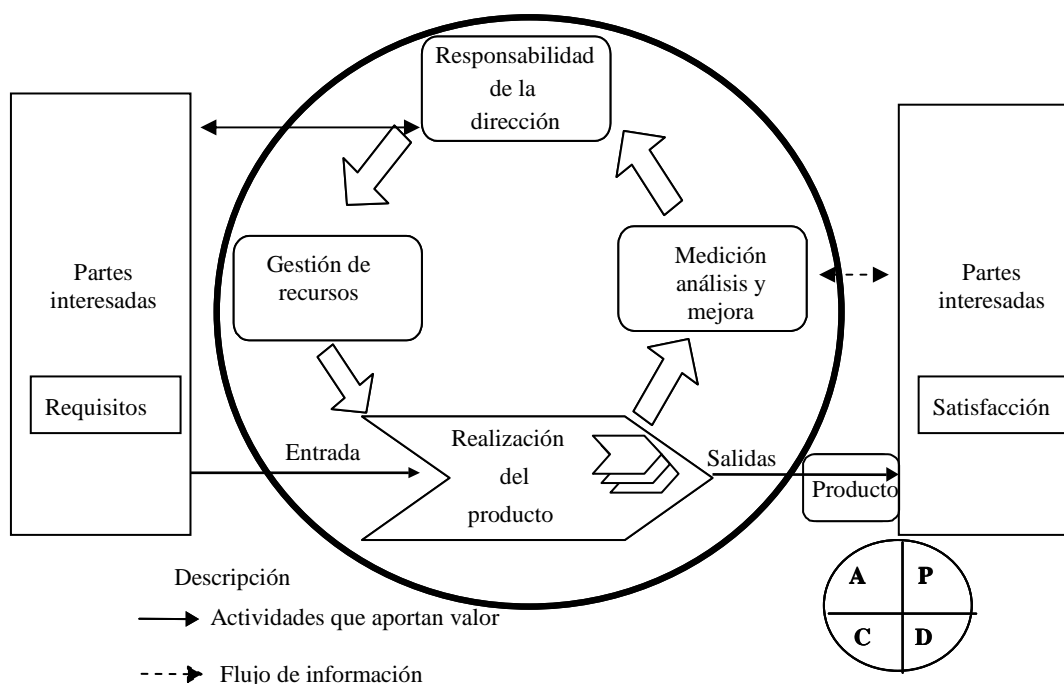 Responsabilidad
de la
dirección
Partes
interesadas
Requisitos
Gestión de
recursos
Medición
análisis y
mejora
Partes
interesadas
Satisfacción
Entrada
Realización
del
producto
Salidas
Producto
A P
C D
Descripción
Actividades que aportan valor
Flujo de información